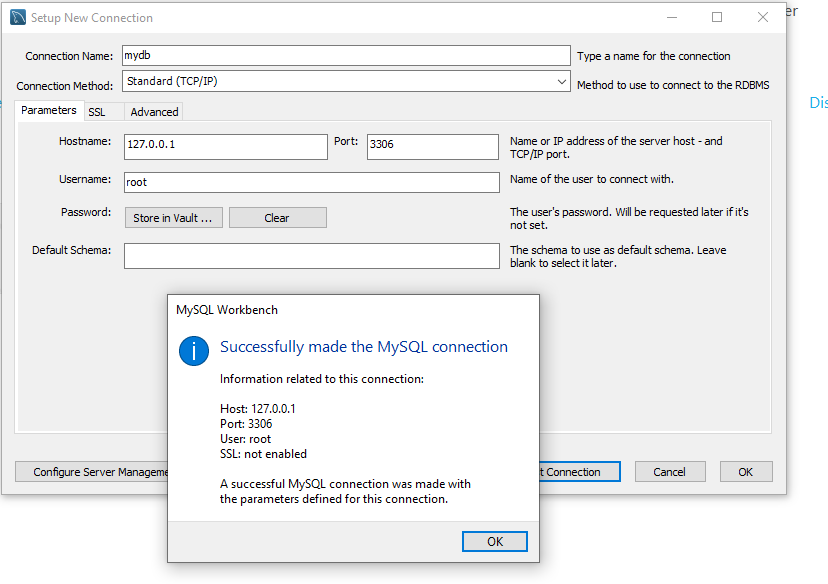 Setup New Connection
er
Connection Name: mydb Type a name for the connection
Connection Method: Standard (TCP/IP) Method to use to connect to the RDBMS
Parameters SSL Advanced
Dis
Hostname: 127.0.0.1 Port: 3306 Name or IP address of the server host - and
TCP/IP port.
Username: root Name of the user to connect with.
Password: Store in Vault ... Clear The user's password. Will be requested later if it's
not set.
Default Schema: The schema to use as default schema. Leave
blank to select it later.
MySQL Workbench
Successfully made the MySQL connection
Information related to this connection:
Host: 127.0.0.1
Port: 3306
User: root
SSL: not enabled
A successful MySQL connection was made with
the parameters defined for this connection.
OK
Configure Server Manageme t Connection Cancel OK